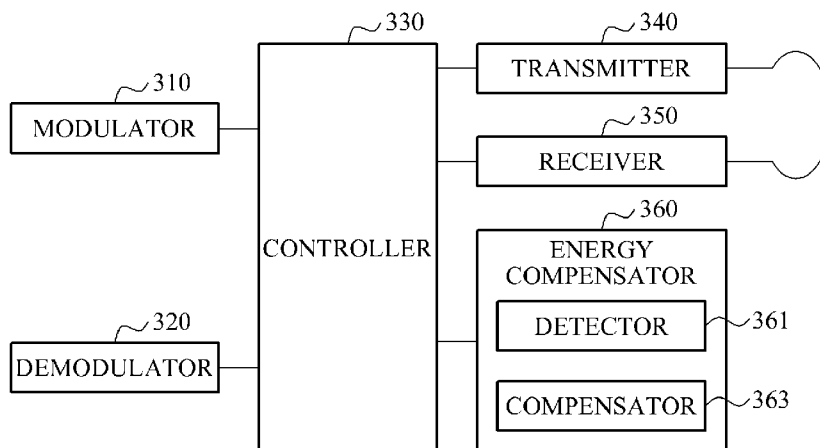 330
340
TRANSMITTER
310
MODULATOR
350
RECEIVER
360
CONTROLLER
ENERGY
COMPENSATOR
320
DETECTOR
361
DEMODULATOR
COMPENSATOR
363